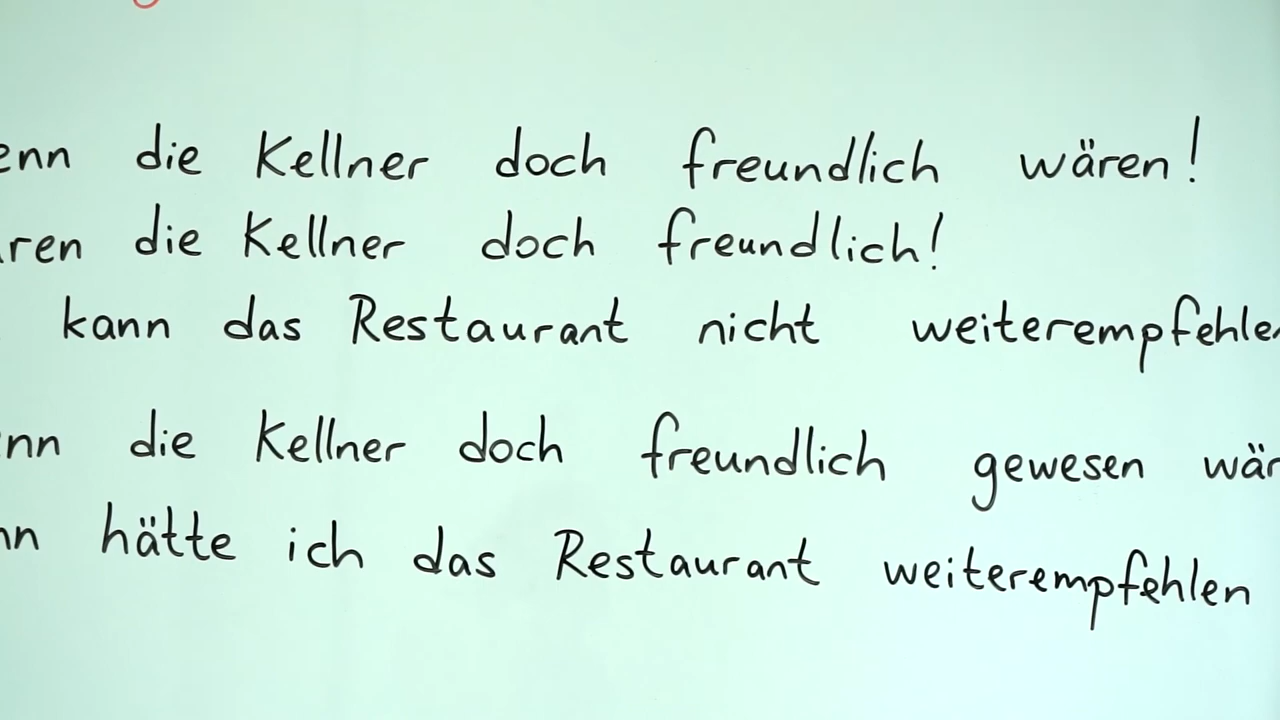 enn die Kellner doch freundlich wären!
ren die Kellner doch freundlich!
kann das Restaurant nicht weiterempfehle
nn die Kellner doch freundlich gewesen wär
nn hätte ich das Restaurant weiterempfehlen